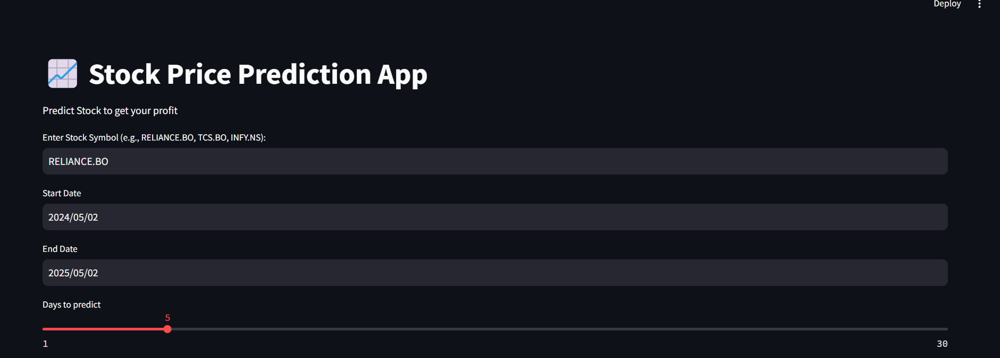 Deploy
Stock Price Prediction App
Predict Stock to get your profit
Enter Stock Symbol (e.g., RELIANCE.BO, TCS.BO, INFY.NS):
RELIANCE.BO
Start Date
2024/05/02
End Date
2025/05/02
Days to predict
5
1 30